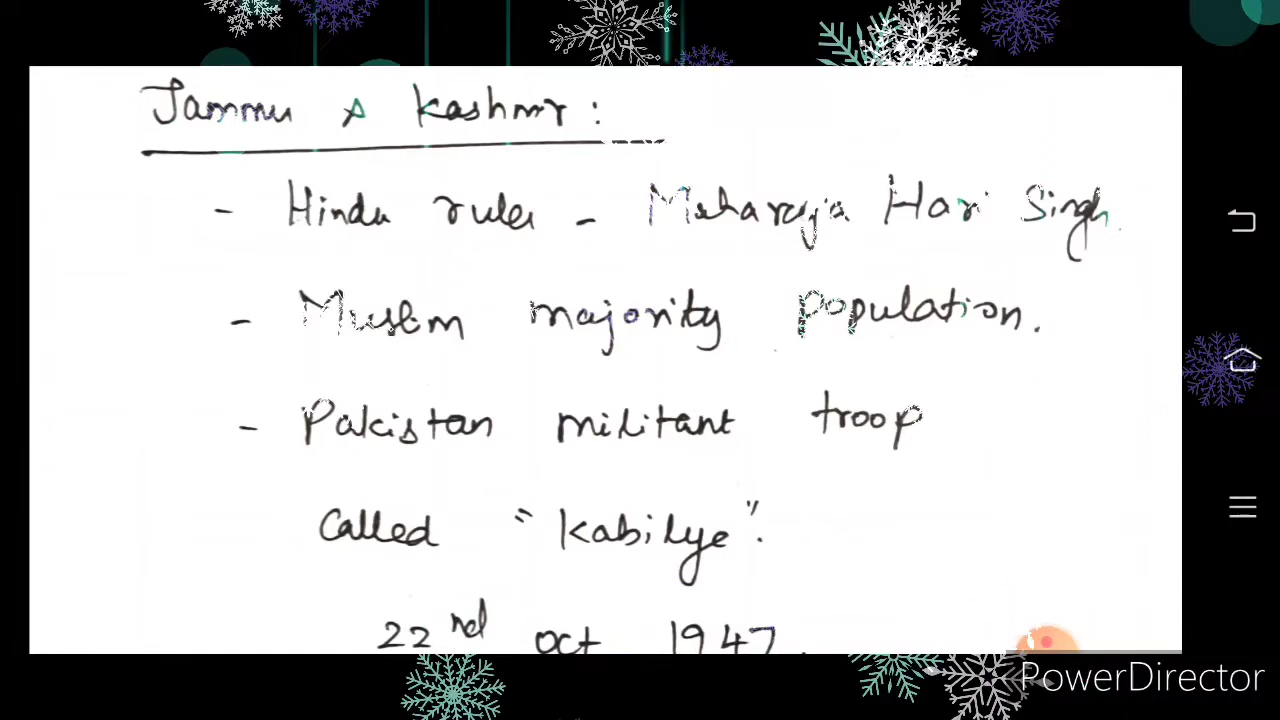 Jammu & Kashmir:
- Hindu ruler - Maharaja Hari Singh
- Muslim majority population.
- Pakistan militant troop
called "Kabilye".
22nd oct 1947.
PowerDirector